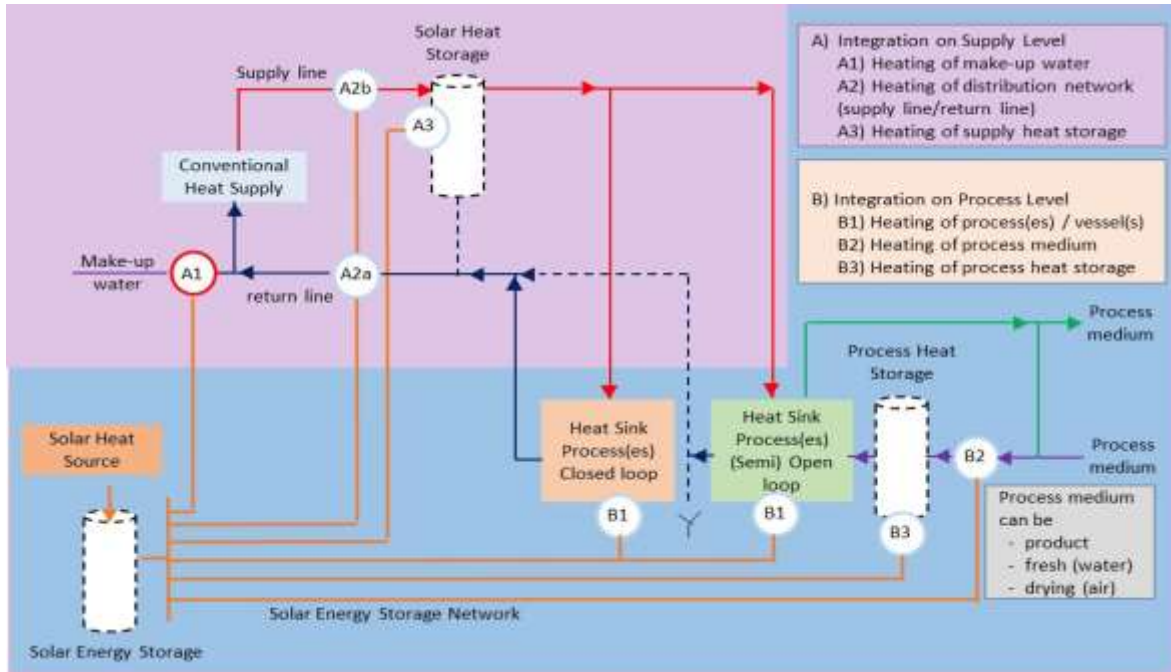 Solar Heat
Storage
Supply line
A2b
A3
Conventional
Heat Supply
Make-up
water
A1
A2a
return line
A) Integration on Supply Level
A1) Heating of make-up water
A2) Heating of distribution network
(supply line/return line)
A3) Heating of supply heat storage
B) Integration on Process Level
B1) Heating of process(es) / vessel(s)
B2) Heating of process medium
B3) Heating of process heat storage
Process
medium
Process Heat
Storage
Heat Sink
Process(es)
Closed loop
Heat Sink
Process(es)
(Semi) Open
loop
B2
Process
medium
Solar Heat
Source
B1
B1
B3
Process medium
can be
- product
- fresh (water)
- drying (air)
Solar Energy Storage Network
Solar Energy Storage